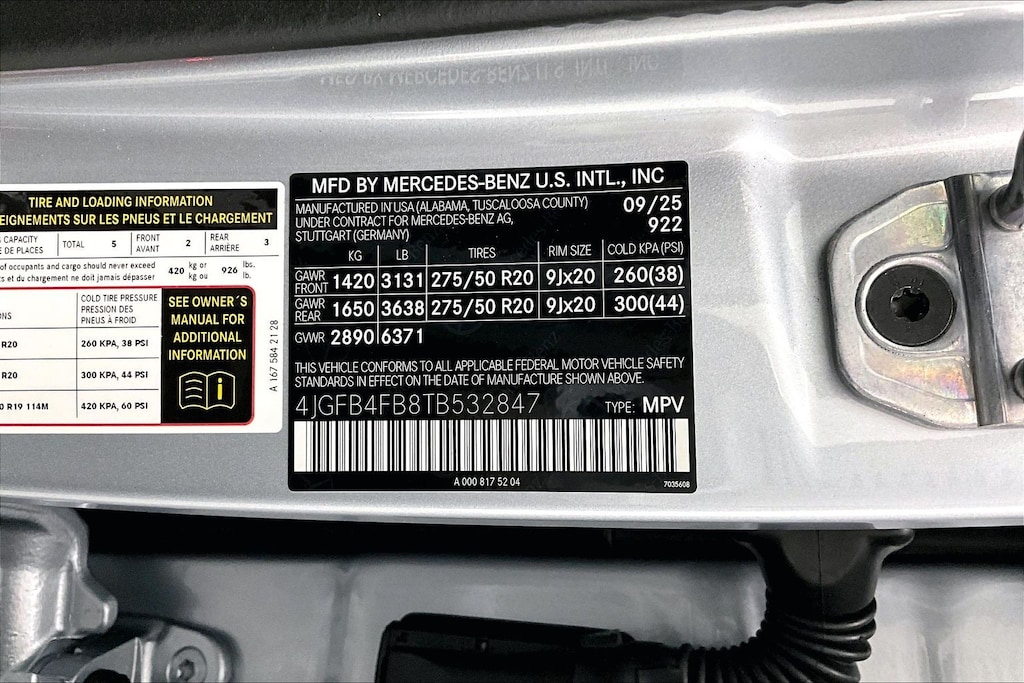 TIRE AND LOADING INFORMATION
EIGNEMENTS SUR LES PNEUS ET LE CHARGEMENT
CAPACITY TOTAL 5 FRONT 2 REAR 3
DE PLACES AVANT ARRIÈRE
of occupants and cargo should never exceed 420 kg or 926 lbs.
et du chargement ne doit jamais dépasser kg ou lb.
COLD TIRE PRESSURE
PRESSION DES
PNEUS À FROID
R20 260 KPA, 38 PSI
R20 300 KPA, 44 PSI
0 R19 114M 420 KPA, 60 PSI
SEE OWNER´S
MANUAL FOR
ADDITIONAL
INFORMATION
i
A 167 584 21 28
MFD BY MERCEDES-BENZ U.S. INTL., INC
MANUFACTURED IN USA (ALABAMA, TUSCALOOSA COUNTY) 09/25
UNDER CONTRACT FOR MERCEDES-BENZ AG, 922
STUTTGART (GERMANY)
KG LB TIRES RIM SIZE COLD KPA (PSI)
GAWR FRONT 1420 3131 275/50 R20 9Jx20 260(38)
GAWR REAR 1650 3638 275/50 R20 9Jx20 300(44)
GVWR 2890 6371
THIS VEHICLE CONFORMS TO ALL APPLICABLE FEDERAL MOTOR VEHICLE SAFETY
STANDARDS IN EFFECT ON THE DATE OF MANUFACTURE SHOWN ABOVE.
4JGFB4FB8TB532847 TYPE: MPV
A 000 817 52 04 7035608